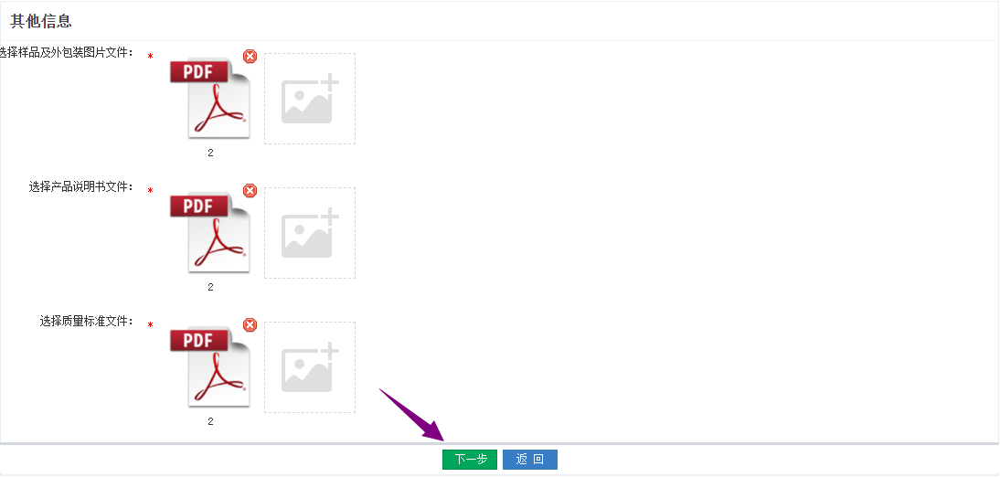 其他信息
选择样品及外包装图片文件： *
PDF
2
选择产品说明书文件： *
PDF
2
选择质量标准文件： *
PDF
2
下一步 返 回